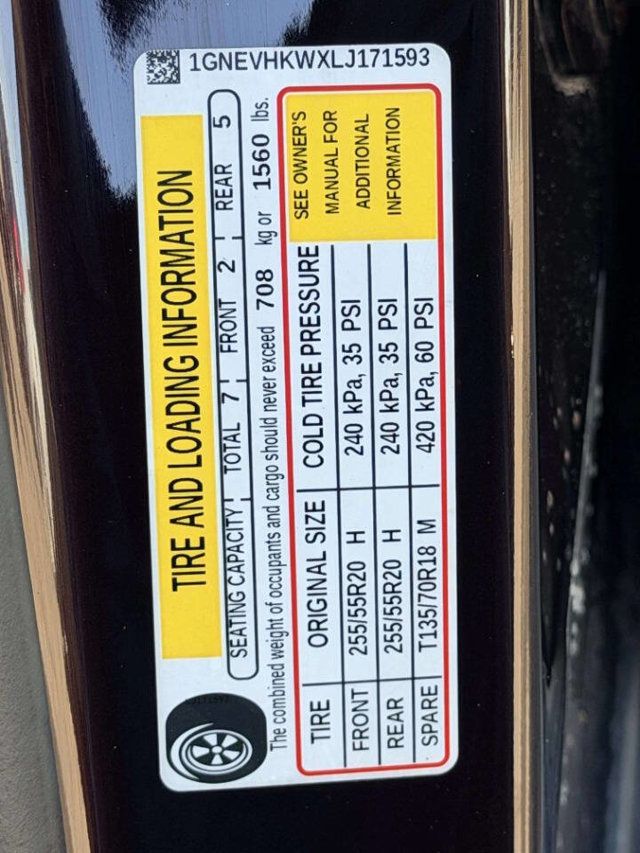 1GNEVHKWXLJ171593
TIRE AND LOADING INFORMATION
SEATING CAPACITY TOTAL 7 FRONT 2 REAR 5
The combined weight of occupants and cargo should never exceed 708 kg or 1560 lbs.
TIRE ORIGINAL SIZE COLD TIRE PRESSURE
FRONT 255/55R20 H 240 kPa, 35 PSI
REAR 255/55R20 H 240 kPa, 35 PSI
SPARE T135/70R18 M 420 kPa, 60 PSI
SEE OWNER'S
MANUAL FOR
ADDITIONAL
INFORMATION